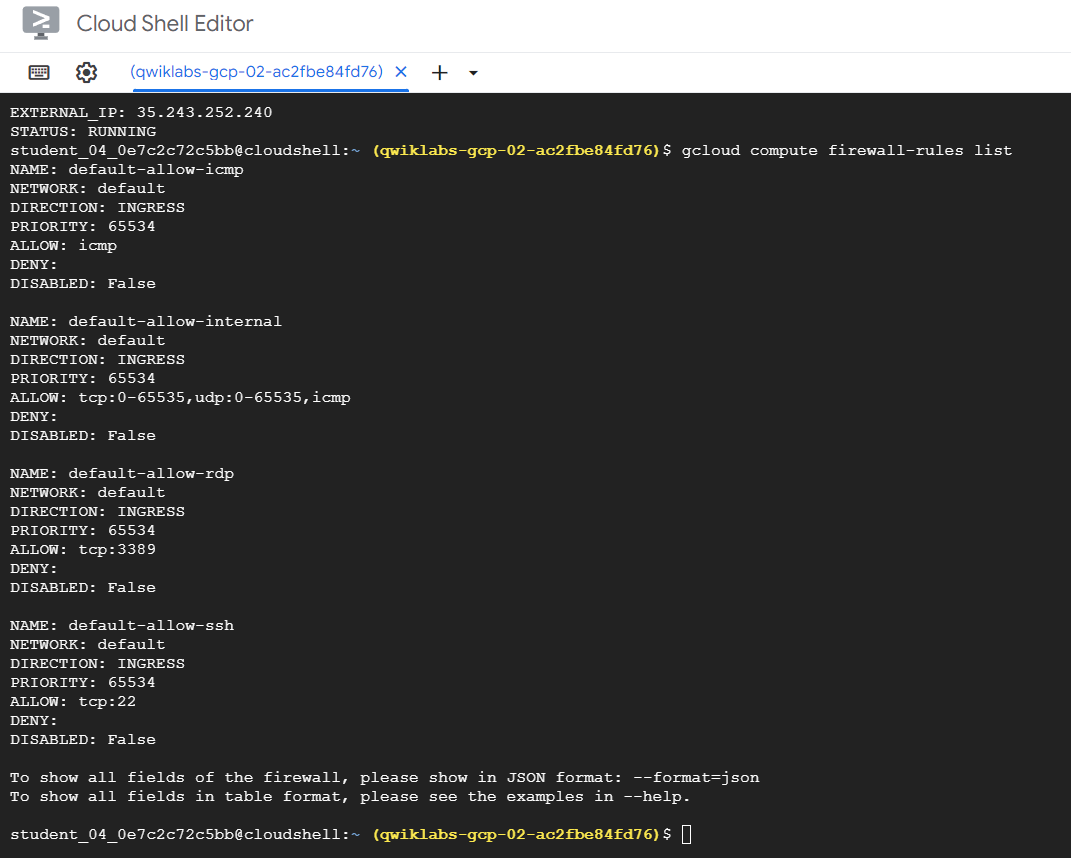 Cloud Shell Editor
(qwiklabs-gcp-02-ac2fbe84fd76)
EXTERNAL_IP: 35.243.252.240
STATUS: RUNNING
student_04_0e7c2c72c5bb@cloudshell:~ (qwiklabs-gcp-02-ac2fbe84fd76)$ gcloud compute firewall-rules list
NAME: default-allow-icmp
NETWORK: default
DIRECTION: INGRESS
PRIORITY: 65534
ALLOW: icmp
DENY:
DISABLED: False
NAME: default-allow-internal
NETWORK: default
DIRECTION: INGRESS
PRIORITY: 65534
ALLOW: tcp:0-65535,udp:0-65535,icmp
DENY:
DISABLED: False
NAME: default-allow-rdp
NETWORK: default
DIRECTION: INGRESS
PRIORITY: 65534
ALLOW: tcp:3389
DENY:
DISABLED: False
NAME: default-allow-ssh
NETWORK: default
DIRECTION: INGRESS
PRIORITY: 65534
ALLOW: tcp:22
DENY:
DISABLED: False
To show all fields of the firewall, please show in JSON format: --format=json
To show all fields in table format, please see the examples in --help.
student_04_0e7c2c72c5bb@cloudshell:~ (qwiklabs-gcp-02-ac2fbe84fd76)$